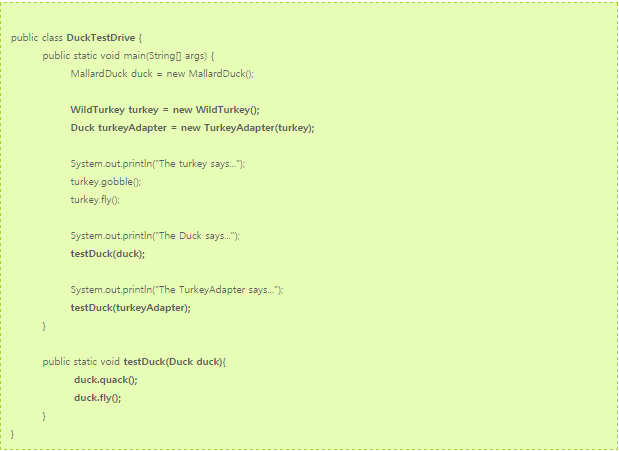 public class DuckTestDrive {
public static void main(String[] args) {
MallardDuck duck = new MallardDuck();
WildTurkey turkey = new WildTurkey();
Duck turkeyAdapter = new TurkeyAdapter(turkey);
System.out.println("The turkey says...");
turkey.gobble();
turkey.fly();
System.out.println("The Duck says...");
testDuck(duck);
System.out.println("The TurkeyAdapter says...");
testDuck(turkeyAdapter);
}
public static void testDuck(Duck duck){
duck.quack();
duck.fly();
}
}